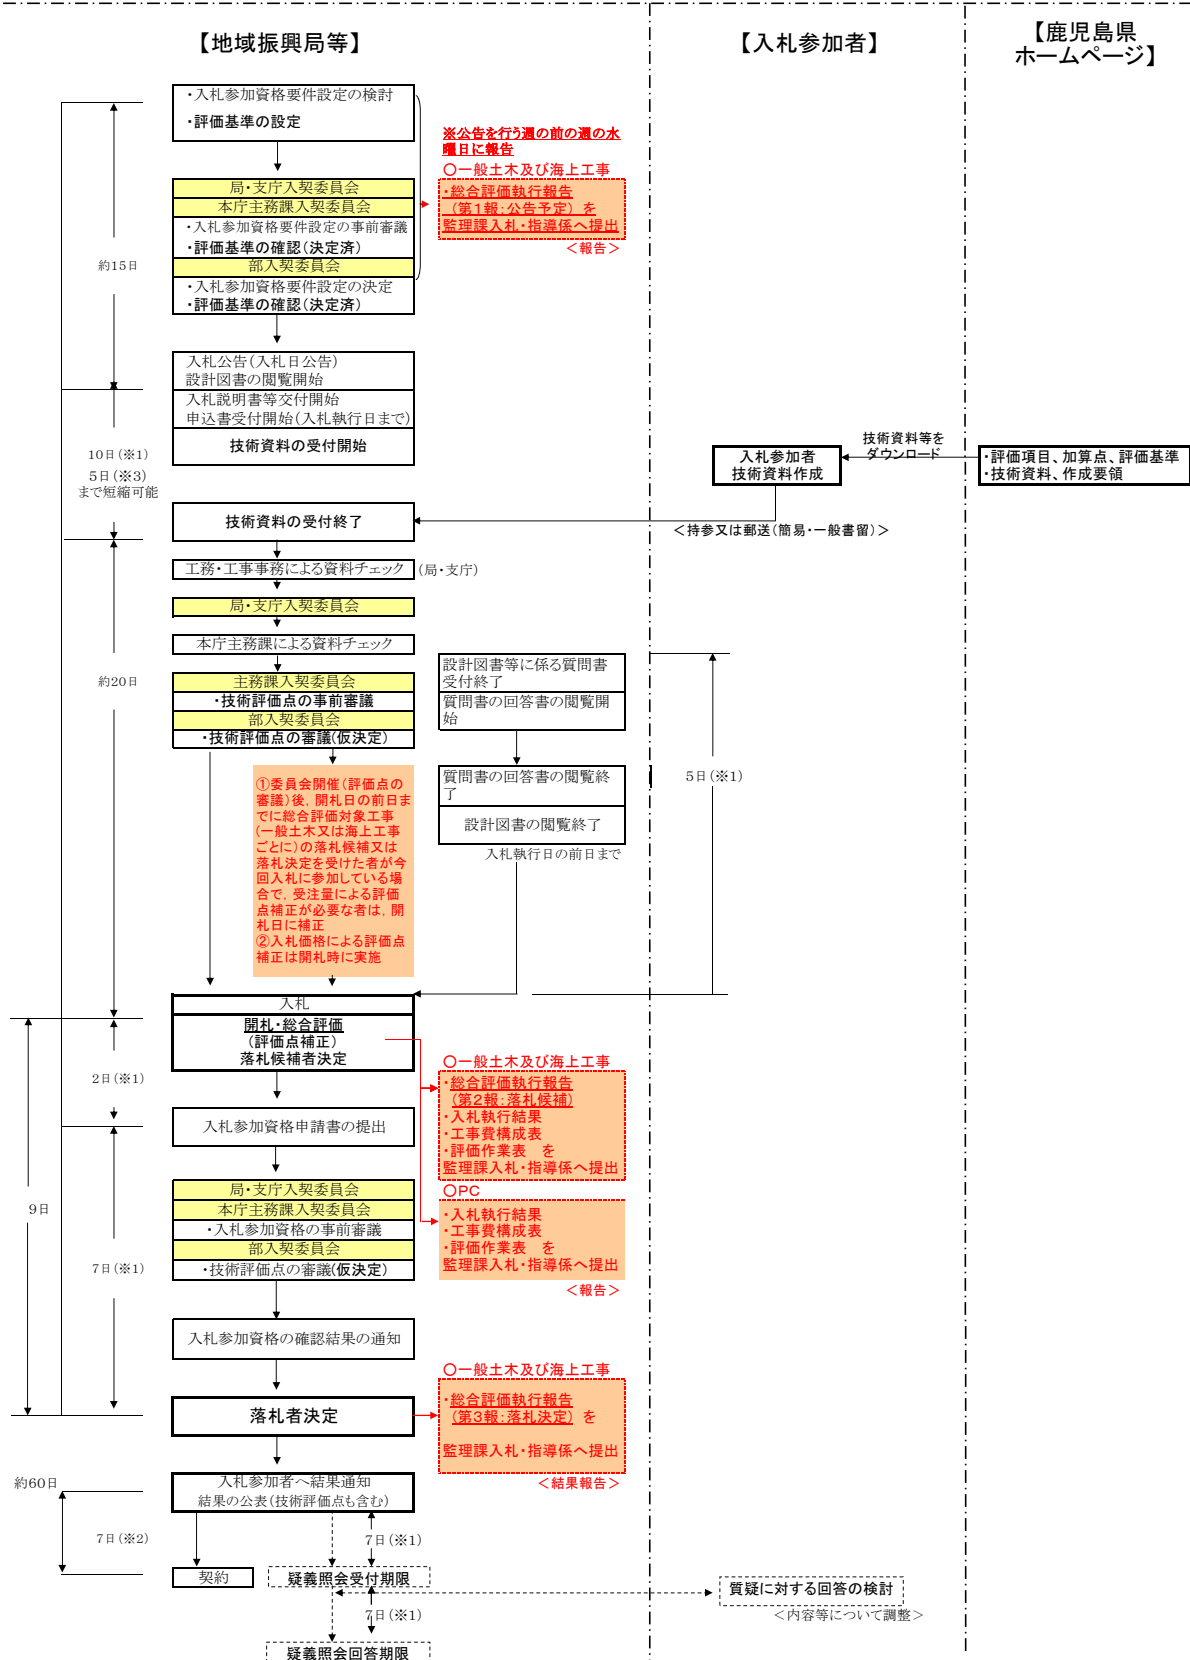 【地域振興局等】
【入札参加者】
【鹿児島県
ホームページ】
・入札参加資格要件設定の検討
・評価基準の設定
※公告を行う週の前の週の水
曜日に報告
○一般土木及び海上工事
・総合評価執行報告
（第1報：公告予定） を
監理課入札・指導係へ提出
＜報告＞
局・支庁入契委員会
本庁主務課入契委員会
・入札参加資格要件設定の事前審議
・評価基準の確認（決定済）
部入契委員会
・入札参加資格要件設定の決定
・評価基準の確認（決定済）
約15日
入札公告（入札日公告）
設計図書の閲覧開始
入札説明書等交付開始
申込書受付開始（入札執行日まで）
技術資料の受付開始
10日（※1）
5日（※3）
まで短縮可能
技術資料等を
ダウンロード
入札参加者
技術資料作成
・評価項目、加算点、評価基準
・技術資料、作成要領
技術資料の受付終了
＜持参又は郵送（簡易・一般書留）＞
工務・工事事務による資料チェック
（局・支庁）
局・支庁入契委員会
本庁主務課による資料チェック
約20日
主務課入契委員会
・技術評価点の事前審議
部入契委員会
・技術評価点の審議（仮決定）
設計図書等に係る質問書
受付終了
質問書の回答書の閲覧開
始
質問書の回答書の閲覧終
了
設計図書の閲覧終了
入札執行日の前日まで
5日（※1）
①委員会開催（評価点の
審議）後，開札日の前日ま
でに総合評価対象工事
（一般土木又は海上工事
ごとに）の落札候補又は
落札決定を受けた者が今
回入札に参加している場
合で，受注量による評価
点補正が必要な者は，開
札日に補正
②入札価格による評価点
補正は開札時に実施
入札
開札・総合評価
（評価点補正）
落札候補者決定
2日（※1）
○一般土木及び海上工事
・総合評価執行報告
（第2報：落札候補）
・入札執行結果
・工事費構成表
・評価作業表 を
監理課入札・指導係へ提出
入札参加資格申請書の提出
○PC
・入札執行結果
・工事費構成表
・評価作業表 を
監理課入札・指導係へ提出
＜報告＞
局・支庁入契委員会
本庁主務課入契委員会
・入札参加資格の事前審議
部入契委員会
・技術評価点の審議（仮決定）
9日
7日（※1）
入札参加資格の確認結果の通知
○一般土木及び海上工事
・総合評価執行報告
（第3報：落札決定） を
監理課入札・指導係へ提出
＜結果報告＞
落札者決定
約60日
入札参加者へ結果通知
結果の公表（技術評価点も含む）
7日（※2）
7日（※1）
契約
疑義照会受付期限
質疑に対する回答の検討
＜内容等について調整＞
7日（※1）
疑義照会回答期限